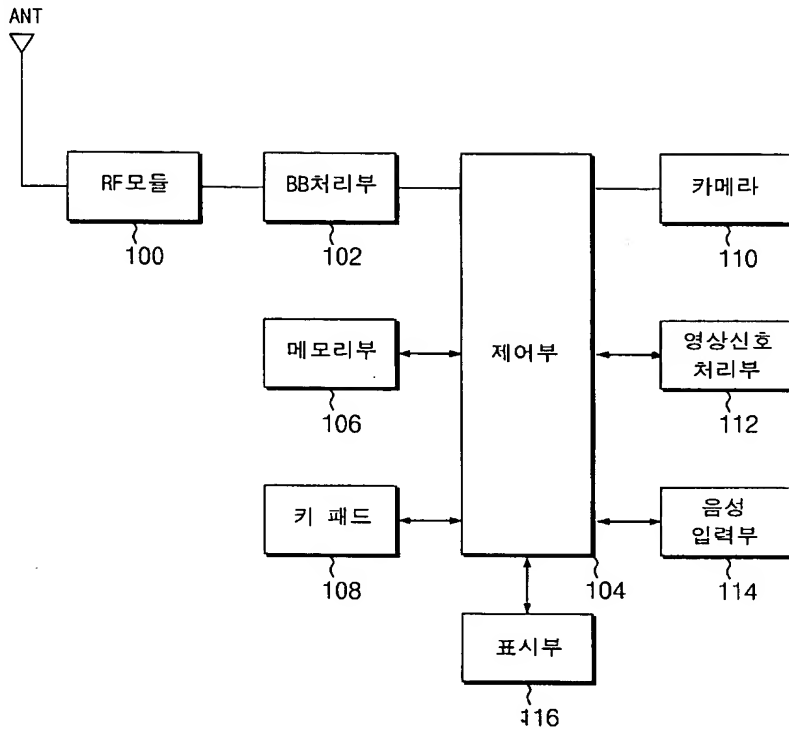 ANT
RF모듈
100
BB처리부
102
카메라
110
메모리부
106
제어부
104
영상신호
처리부
112
키 패드
108
음성
입력부
114
표시부
116